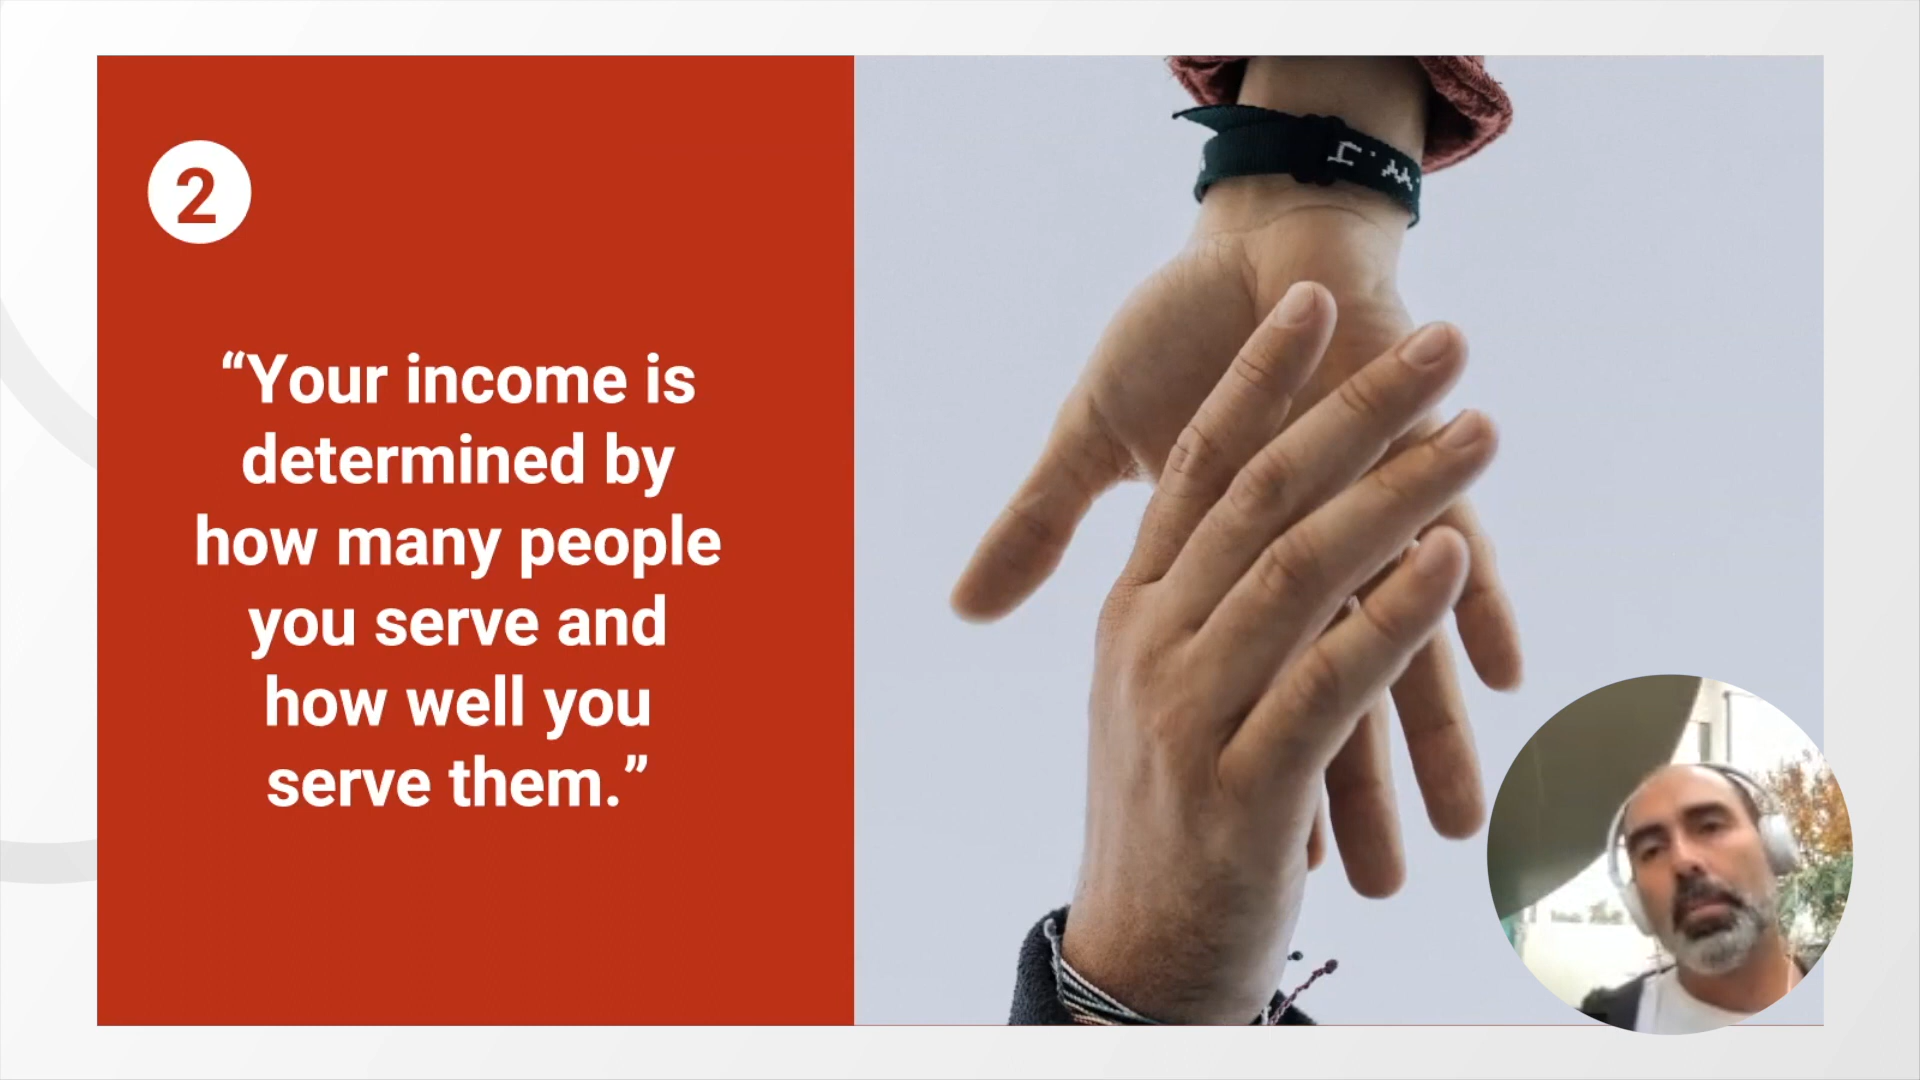 2
“Your income is
determined by
how many people
you serve and
how well you
serve them.”